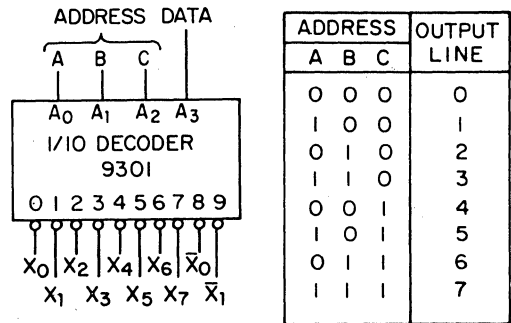 ADDRESS DATA
A B C
A₀ A₁ A₂ A₃
1/10 DECODER
9301
0 1 2 3 4 5 6 7 8 9
X₀ X₂ X₄ X₆ X̅₀
X₁ X₃ X₅ X₇ X̅₁
ADDRESS OUTPUT LINE
A B C
0 0 0 0
1 0 0 1
0 1 0 2
1 1 0 3
0 0 1 4
1 0 1 5
0 1 1 6
1 1 1 7